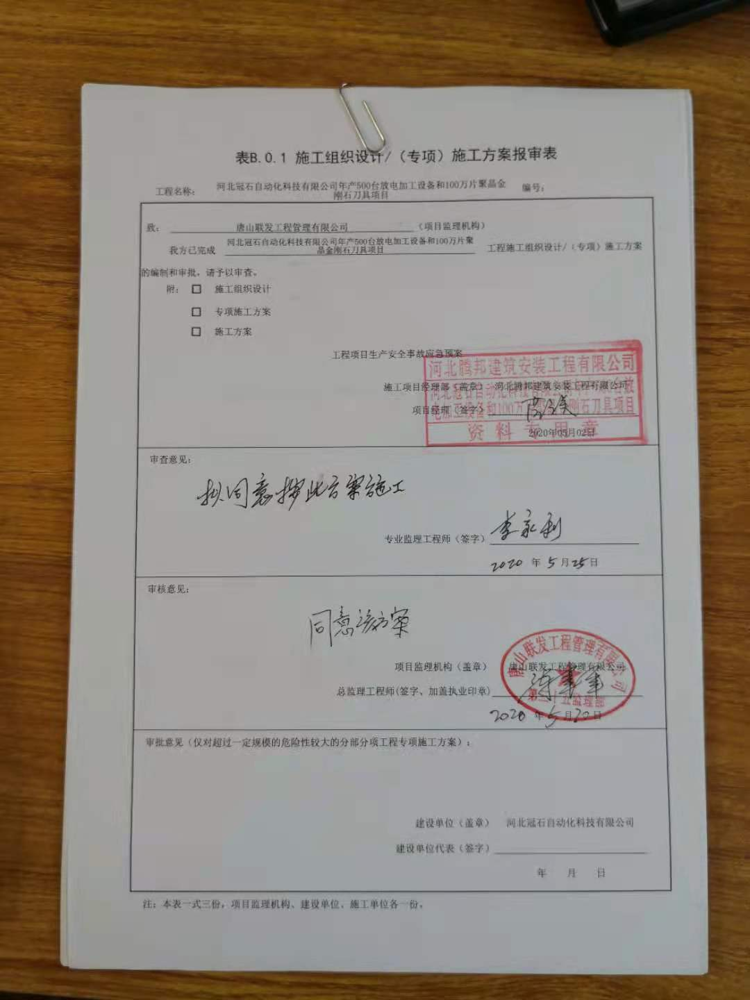 表B.0.1 施工组织设计/（专项）施工方案报审表
工程名称： 河北冠石自动化科技有限公司年产500台放电加工设备和100万片聚晶金 编号：
刚石刀具项目
致： 唐山联发工程管理有限公司 （项目监理机构）
我方已完成 河北冠石自动化科技有限公司年产500台放电加工设备和100万片聚 工程施工组织设计/（专项）施工方案
晶金刚石刀具项目
的编制和审批，请予以审查。
附： □ 施工组织设计
□ 专项施工方案
□ 施工方案
工程项目生产安全事故应急预案
河北腾邦建筑安装工程有限公司
施工项目经理部（盖章） 河北腾邦建筑安装工程有限公司
河北冠石自动化科技有限公司年产500台放
项目经理（签字）
电加工设备和100万 刚石刀具项目
资料专用章
2020年05月02日
审查意见：
拟同意按此方案施工
专业监理工程师（签字） 李永利
2020 年 5 月 25 日
审核意见：
同意该方案
唐山联发工程管理有限公司
项目监理机构（盖章） 唐山联发工程管理有限公司
总监理工程师(签字、加盖执业印章)
监理部
2020 年 5 月 20 日
审批意见（仅对超过一定规模的危险性较大的分部分项工程专项施工方案）：
建设单位（盖章） 河北冠石自动化科技有限公司
建设单位代表（签字）
年 月 日
注：本表一式三份，项目监理机构、建设单位、施工单位各一份。